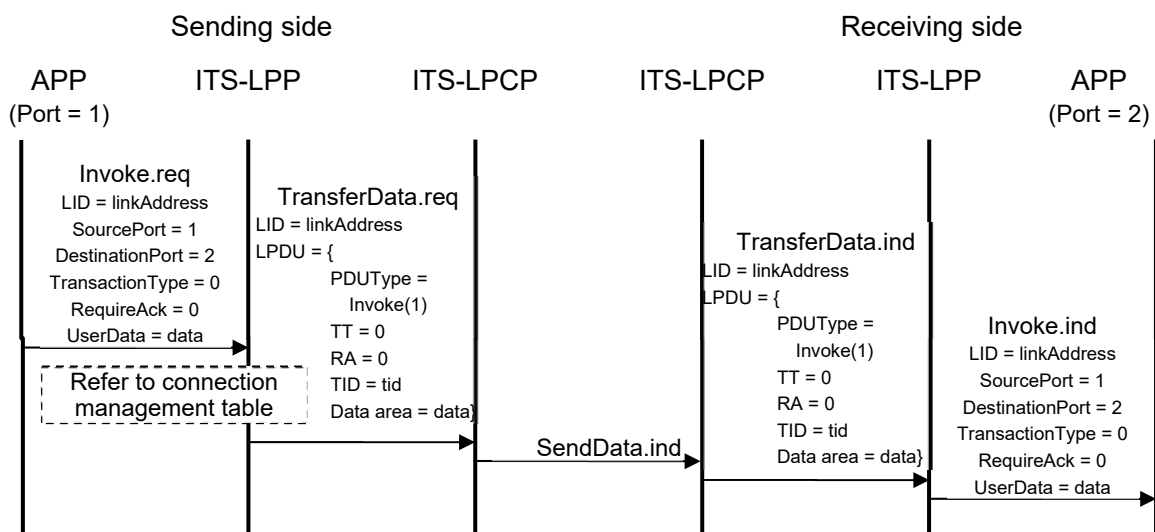 Sending side
Receiving side
APP
(Port = 1)
ITS-LPP
ITS-LPCP
ITS-LPCP
ITS-LPP
APP
(Port = 2)
Invoke.req
LID = linkAddress
SourcePort = 1
DestinationPort = 2
TransactionType = 0
RequireAck = 0
UserData = data
Refer to connection
management table
TransferData.req
LID = linkAddress
LPDU = {
PDUType =
Invoke(1)
TT = 0
RA = 0
TID = tid
Data area = data}
SendData.ind
TransferData.ind
LID = linkAddress
LPDU = {
PDUType =
Invoke(1)
TT = 0
RA = 0
TID = tid
Data area = data}
Invoke.ind
LID = linkAddress
SourcePort = 1
DestinationPort = 2
TransactionType = 0
RequireAck = 0
UserData = data